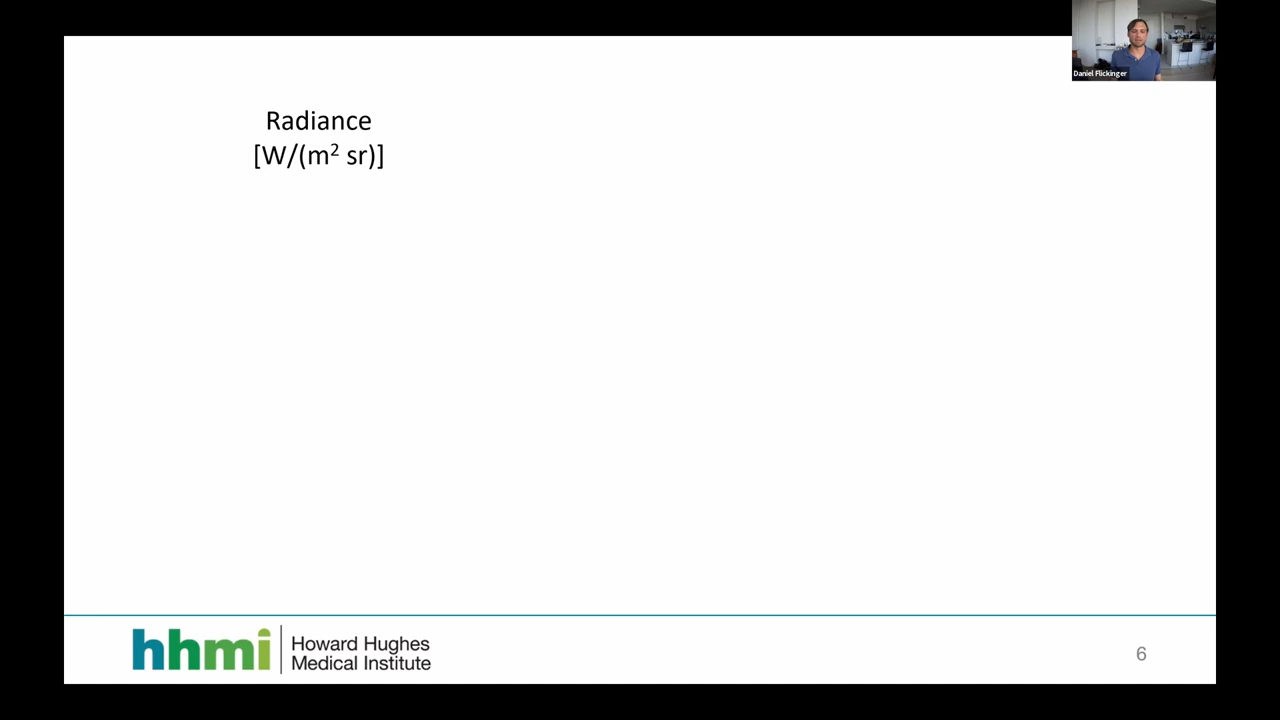 Daniel Flickinger
Radiance
[W/(m² sr)]
hhmi
Howard Hughes
Medical Institute
6